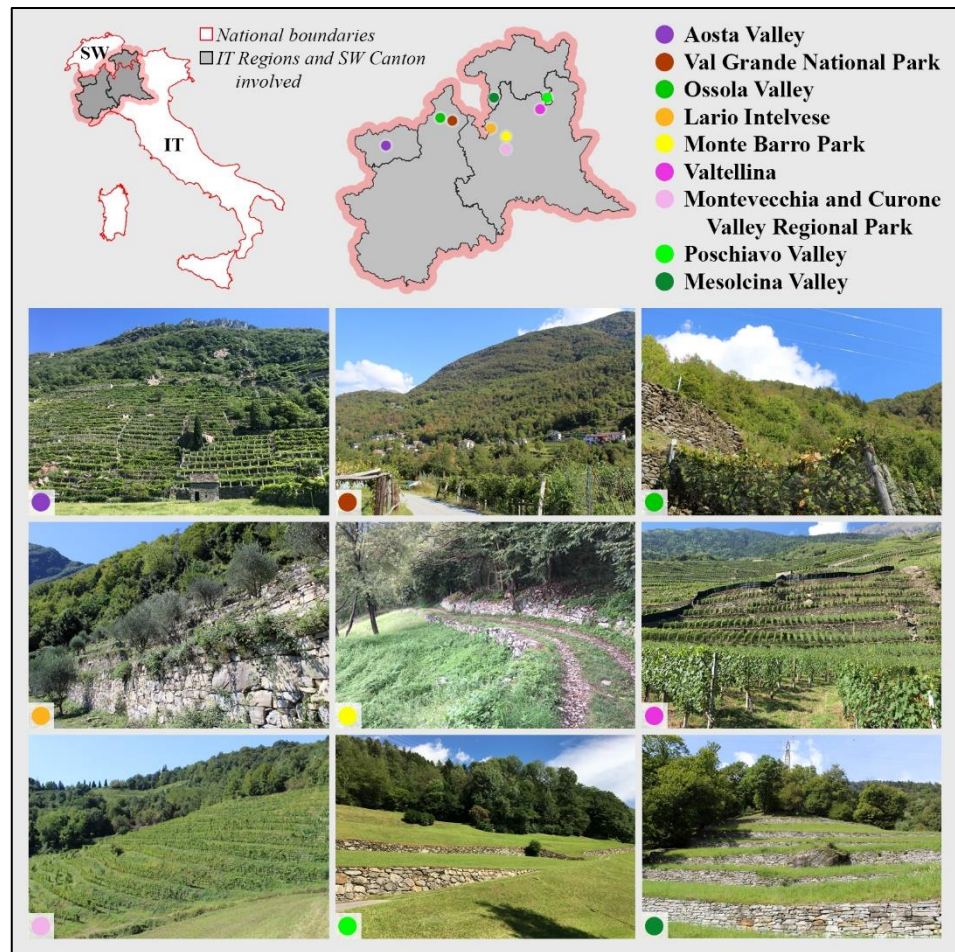 SW
IT
National boundaries
IT Regions and SW Canton
involved
Aosta Valley
Val Grande National Park
Ossola Valley
Lario Intelvese
Monte Barro Park
Valtellina
Montevecchia and Curone
Valley Regional Park
Poschiavo Valley
Mesolcina Valley